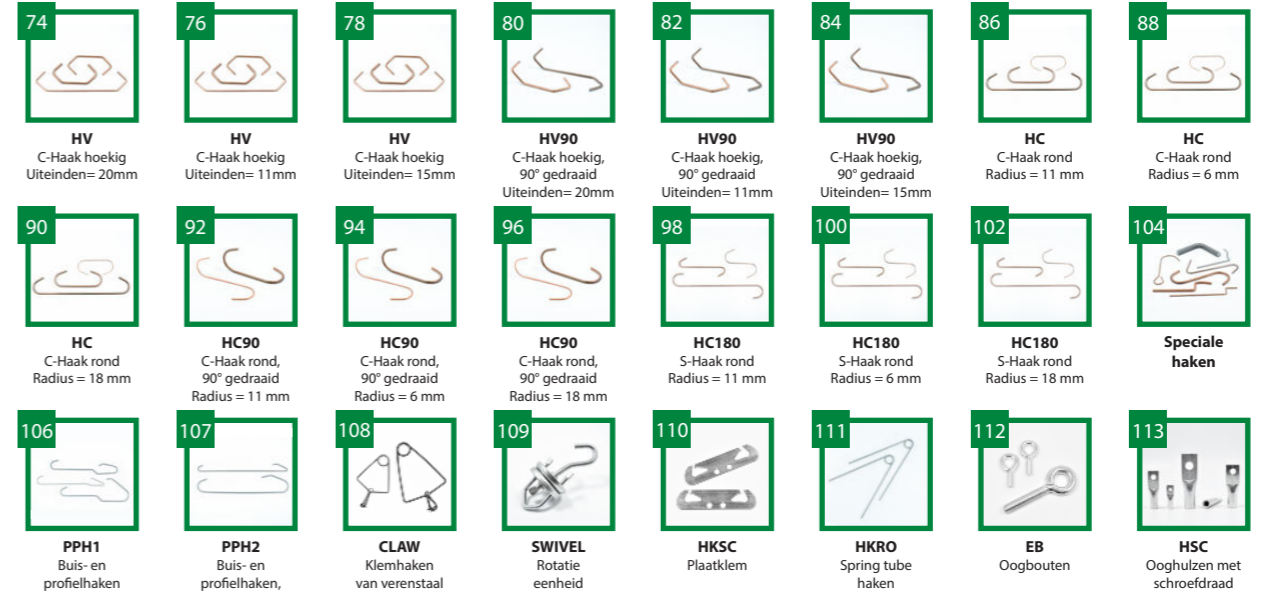 74
HV
C-Haak hoekig
Uiteinden= 20mm
76
HV
C-Haak hoekig
Uiteinden= 11mm
78
HV
C-Haak hoekig
Uiteinden= 15mm
80
HV90
C-Haak hoekig,
90° gedraaid
Uiteinden= 20mm
82
HV90
C-Haak hoekig,
90° gedraaid
Uiteinden= 11mm
84
HV90
C-Haak hoekig,
90° gedraaid
Uiteinden= 15mm
86
HC
C-Haak rond
Radius = 11 mm
88
HC
C-Haak rond
Radius = 6 mm
90
HC
C-Haak rond
Radius = 18 mm
92
HC90
C-Haak rond,
90° gedraaid
Radius = 11 mm
94
HC90
C-Haak rond,
90° gedraaid
Radius = 6 mm
96
HC90
C-Haak rond,
90° gedraaid
Radius = 18 mm
98
HC180
S-Haak rond
Radius = 11 mm
100
HC180
S-Haak rond
Radius = 6 mm
102
HC180
S-Haak rond
Radius = 18 mm
104
Speciale
haken
106
PPH1
Buis- en
profielhaken
107
PPH2
Buis- en
profielhaken,
108
CLAW
Klemhaken
van verenstaal
109
SWIVEL
Rotatie
eenheid
110
HKSC
Plaatklem
111
HKRO
Spring tube
haken
112
EB
Oogbouten
113
HSC
Ooghulzen met
schroefdraad